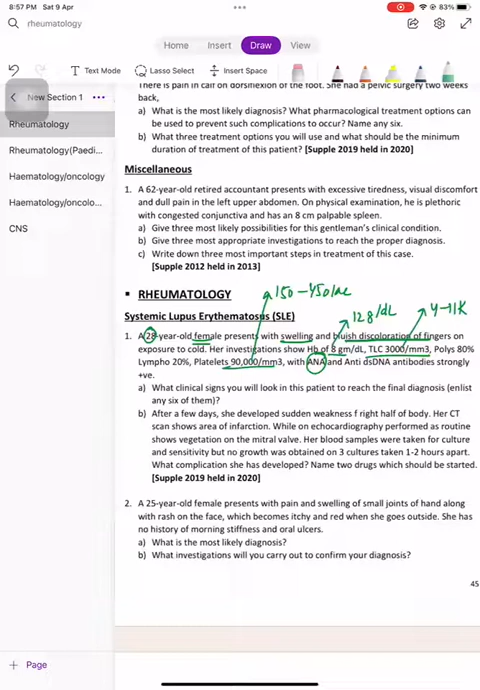 8:57 PM Sat 9 Apr
83%
rheumatology
Home Insert Draw View
Text Mode Lasso Select Insert Space
New Section 1
Rheumatology
Rheumatology(Paedi...
Haematology/oncology
Haematology/oncolo...
CNS
Page
There is pain in calf on dorsiflexion of the foot. She had a pelvic surgery two weeks
back,
a) What is the most likely diagnosis? What pharmacological treatment options can
be used to prevent such complications to occur? Name any six.
b) What three treatment options you will use and what should be the minimum
duration of treatment of this patient? [Supple 2019 held in 2020]
Miscellaneous
1. A 62-year-old retired accountant presents with excessive tiredness, visual discomfort
and dull pain in the left upper abdomen. On physical examination, he is plethoric
with congested conjunctiva and has an 8 cm palpable spleen.
a) Give three most likely possibilities for this gentleman's clinical condition.
b) Give three most appropriate investigations to reach the proper diagnosis.
c) Write down three most important steps in treatment of this case.
[Supple 2012 held in 2013]
▪ RHEUMATOLOGY
150-450
4-11K
Systemic Lupus Erythematosus (SLE)
1. A 28-year-old female presents with swelling and bluish discoloration of fingers on
exposure to cold. Her investigations show Hb of 8 gm/dL, TLC 3000/mm3, Polys 80%
Lympho 20%, Platelets 90,000/mm3, with ANA and Anti dsDNA antibodies strongly
+ve.
a) What clinical signs you will look in this patient to reach the final diagnosis (enlist
any six of them)?
b) After a few days, she developed sudden weakness f right half of body. Her CT
scan shows area of infarction. While on echocardiography performed as routine
shows vegetation on the mitral valve. Her blood samples were taken for culture
and sensitivity but no growth was obtained on 3 cultures taken 1-2 hours apart.
What complication she has developed? Name two drugs which should be started.
[Supple 2019 held in 2020]
2. A 25-year-old female presents with pain and swelling of small joints of hand along
with rash on the face, which becomes itchy and red when she goes outside. She has
no history of morning stiffness and oral ulcers.
a) What is the most likely diagnosis?
b) What investigations will you carry out to confirm your diagnosis?
45